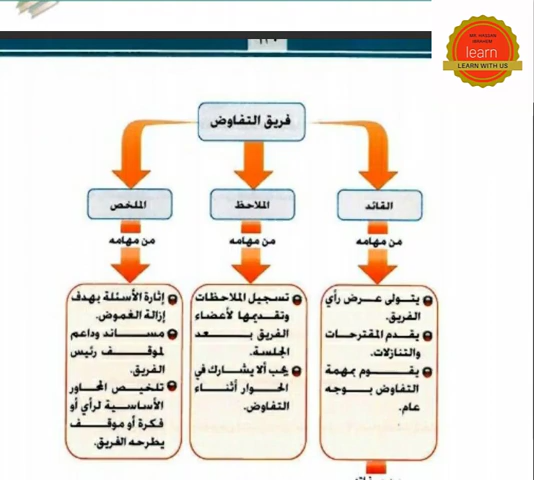 learn
LEARN WITH US
فريق التفاوض
القائد
الملاحظ
الملخص
من مهامه
من مهامه
من مهامه
يتولى عرض رأي
الفريق.
يقدم المقترحات
والتنازلات.
يقوم بمهمة
التفاوض بوجه
عام.
تسجيل الملاحظات
وتقديمها لأعضاء
الفريق بعد
الجلسة.
يجب ألا يشارك في
الحوار أثناء
التفاوض.
إثارة الأسئلة بهدف
إزالة الغموض.
مساند وداعم
لموقف رئيس
الفريق.
تلخيص المحاور
الأساسية لرأي أو
فكرة أو موقف
يطرحه الفريق.